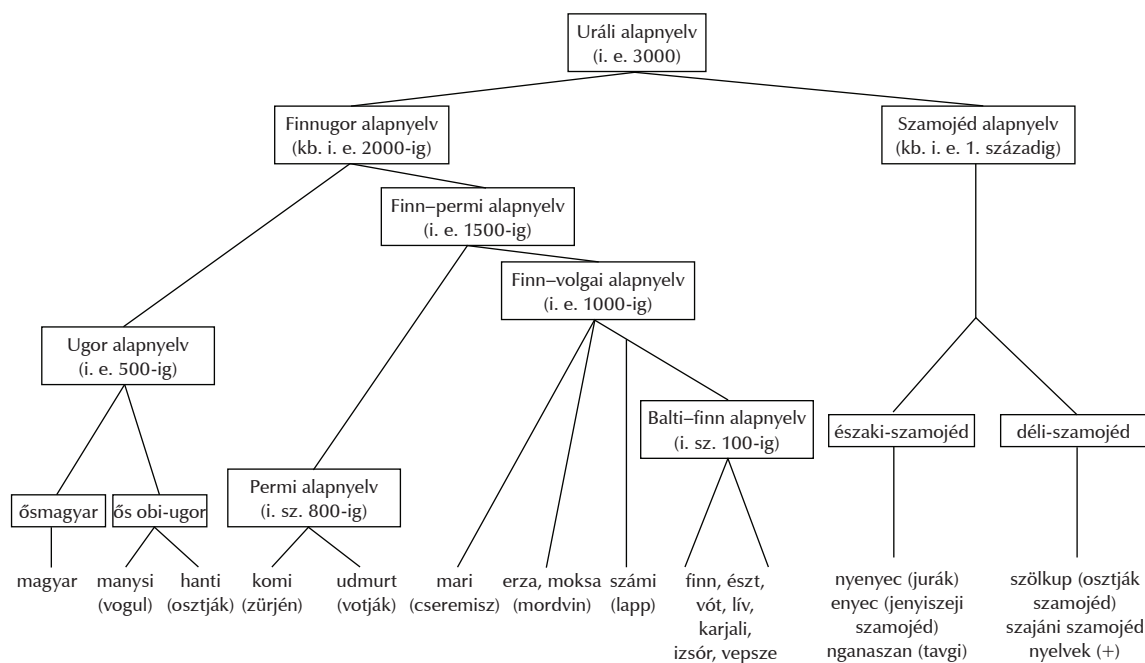 Uráli alapnyelv
(i. e. 3000)
Finnugor alapnyelv
(kb. i. e. 2000-ig)
Szamojéd alapnyelv
(kb. i. e. 1. századig)
Finn–permi alapnyelv
(i. e. 1500-ig)
Finn–volgai alapnyelv
(i. e. 1000-ig)
Ugor alapnyelv
(i. e. 500-ig)
Balti–finn alapnyelv
(i. sz. 100-ig)
északi-szamojéd
déli-szamojéd
Permi alapnyelv
(i. sz. 800-ig)
ősmagyar
ős obi-ugor
magyar
manysi
(vogul)
hanti
(osztják)
komi
(zürjén)
udmurt
(votják)
mari
(cseremisz)
erza, moksa
(mordvin)
számi
(lapp)
finn, észt,
vót, lív,
karjali,
izsór, vepsze
nyenyec (jurák)
enyec (jenyiszeji
szamojéd)
nganaszan (tavgi)
szölkup (osztják
szamojéd)
szajáni szamojéd
nyelvek (+)